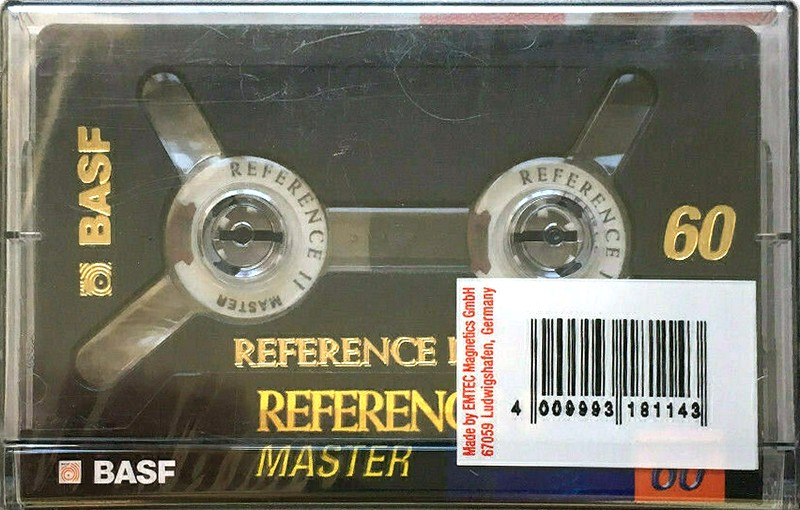 BASF
REFERENCE II
MASTER
REFERENCE II
60
REFERENCE
REFERENC
MASTER
BASF
60
Made by EMTEC Magnetics GmbH
67059 Ludwigshafen, Germany
4 009993 181143